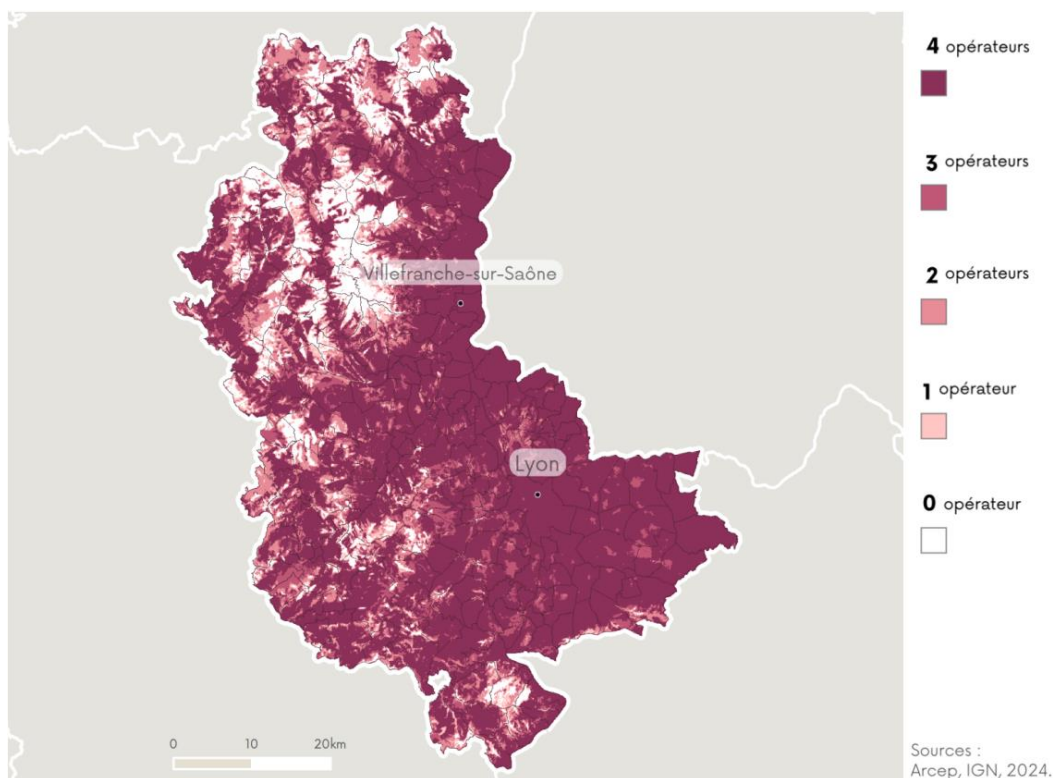 4 opérateurs
3 opérateurs
2 opérateurs
1 opérateur
0 opérateur
Villefranche-sur-Saône
Lyon
0 10 20km
Sources :
Arcep, IGN, 2024.